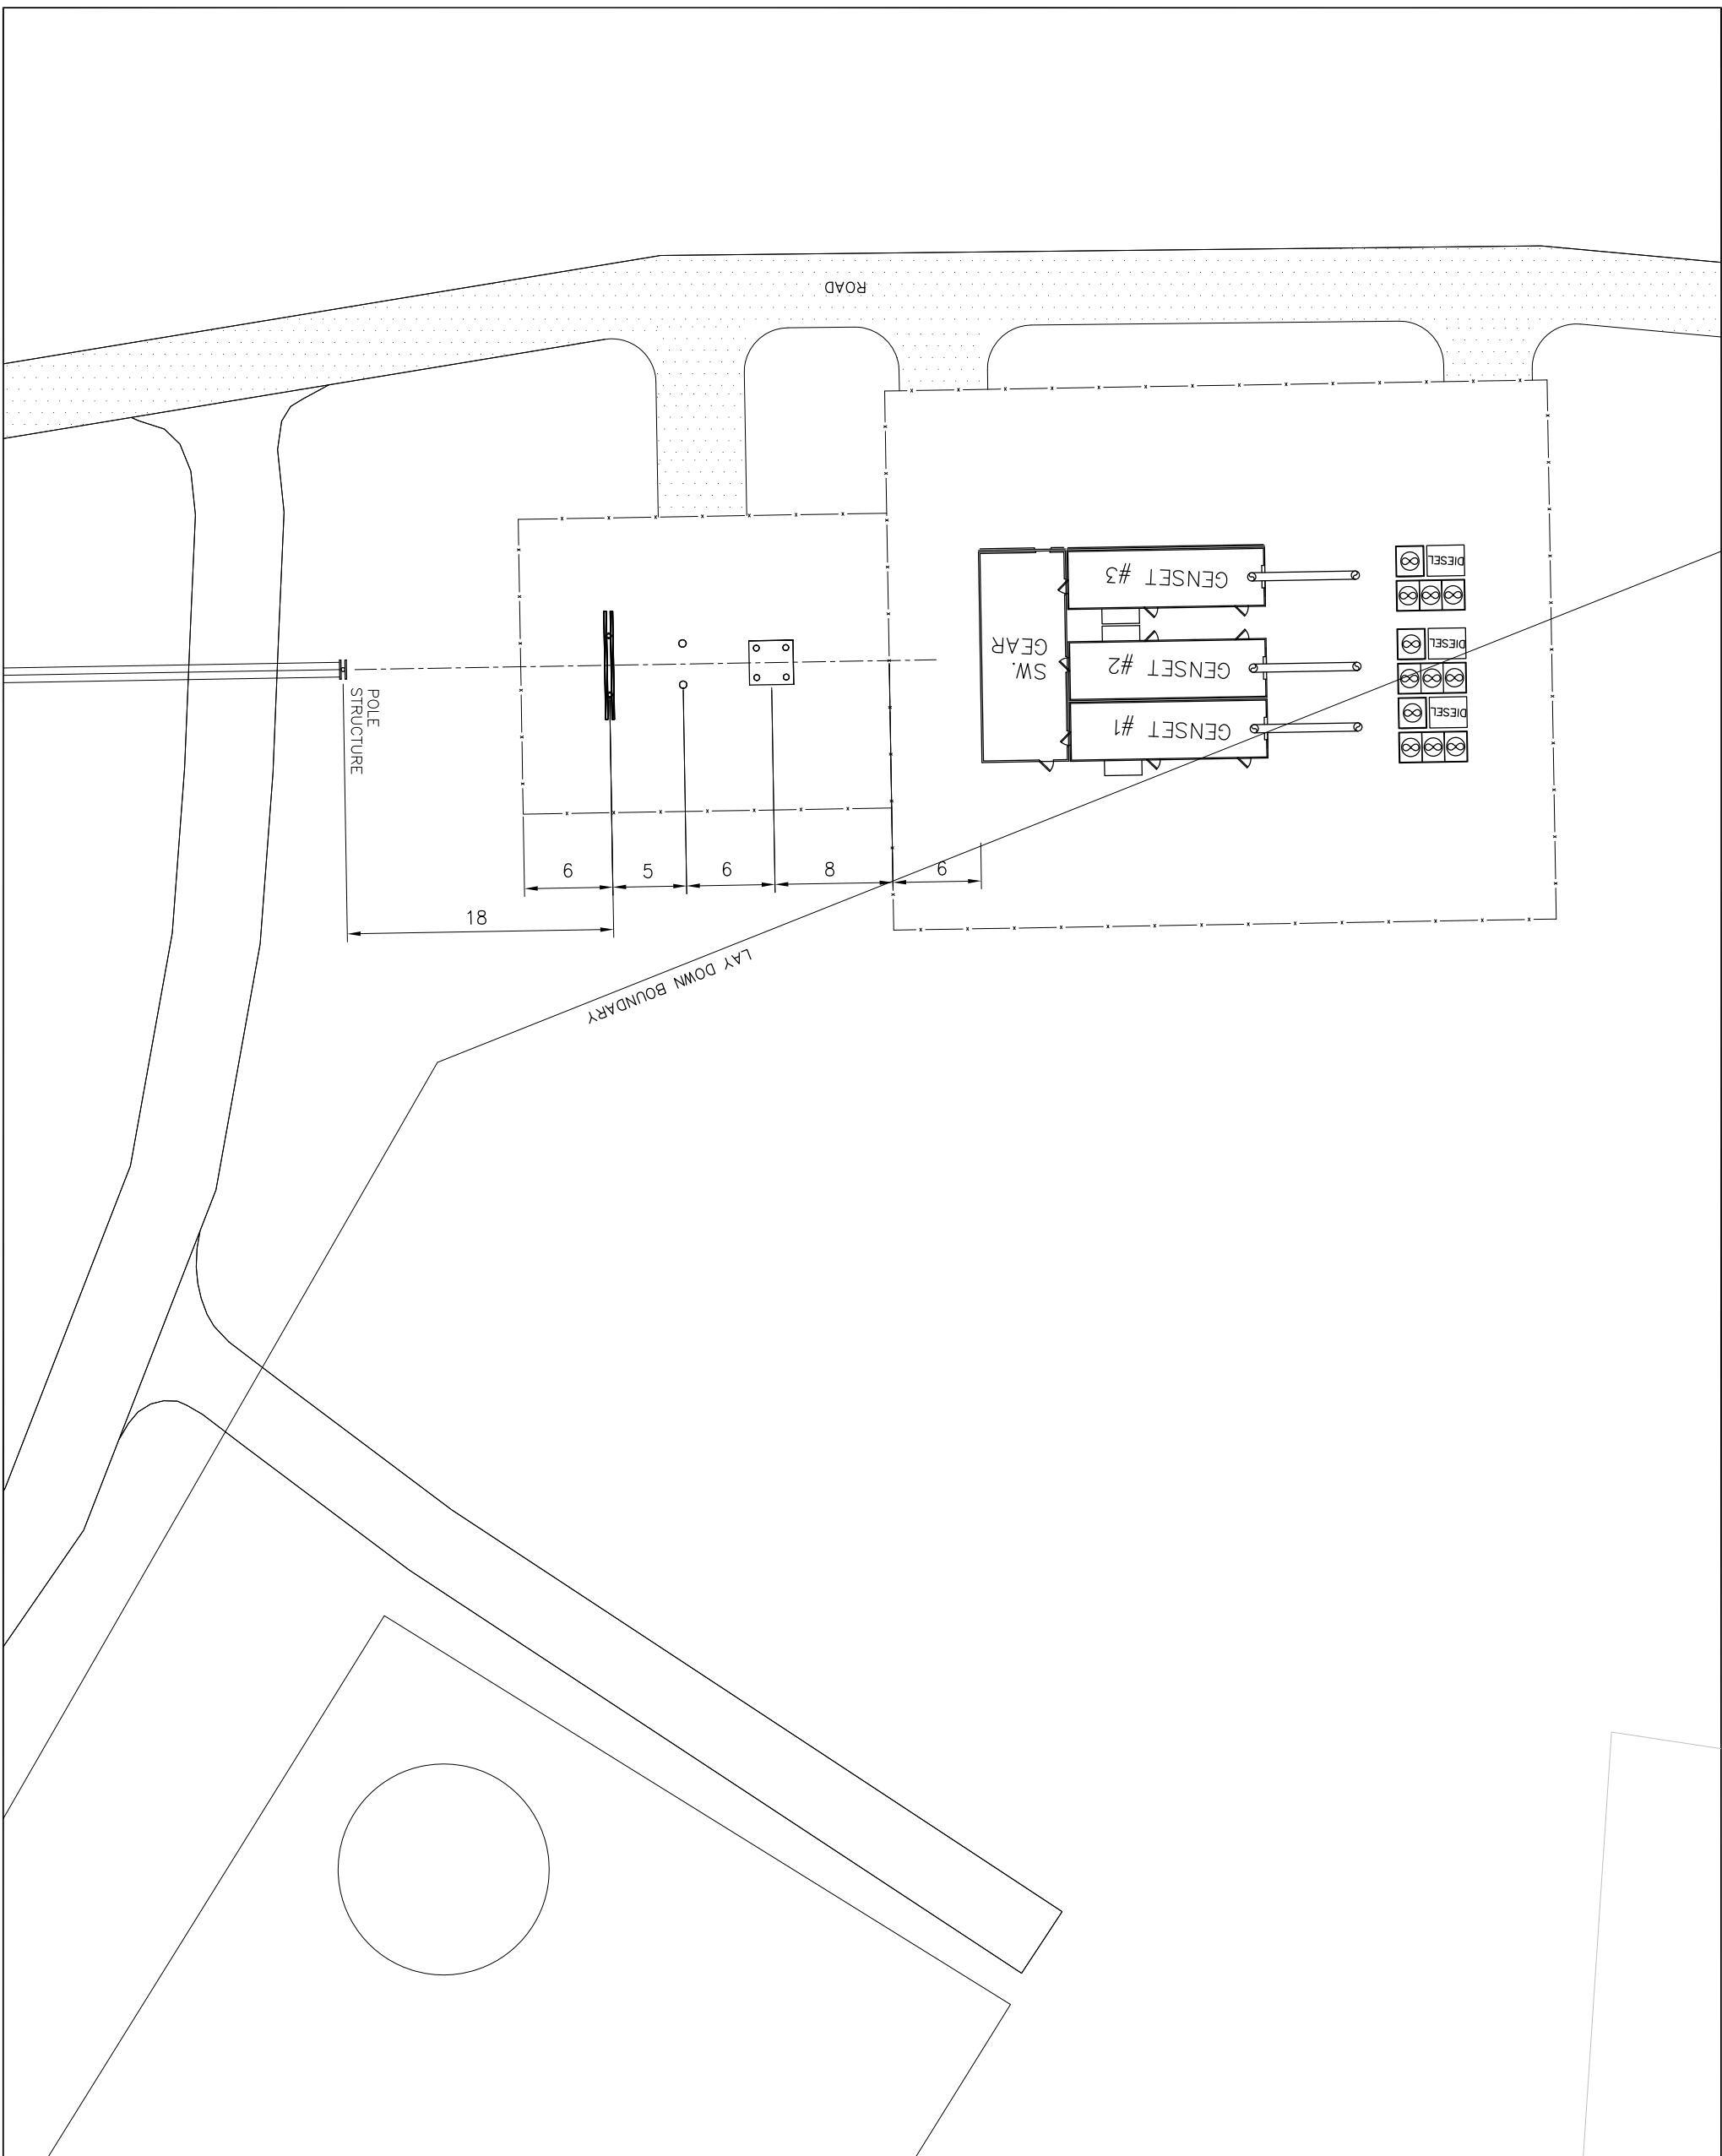 ROAD
GENSET #3
DIESEL
SW.
GEAR
GENSET #2
DIESEL
GENSET #1
DIESEL
POLE
STRUCTURE
6
5
6
8
6
18
LAY DOWN BOUNDARY